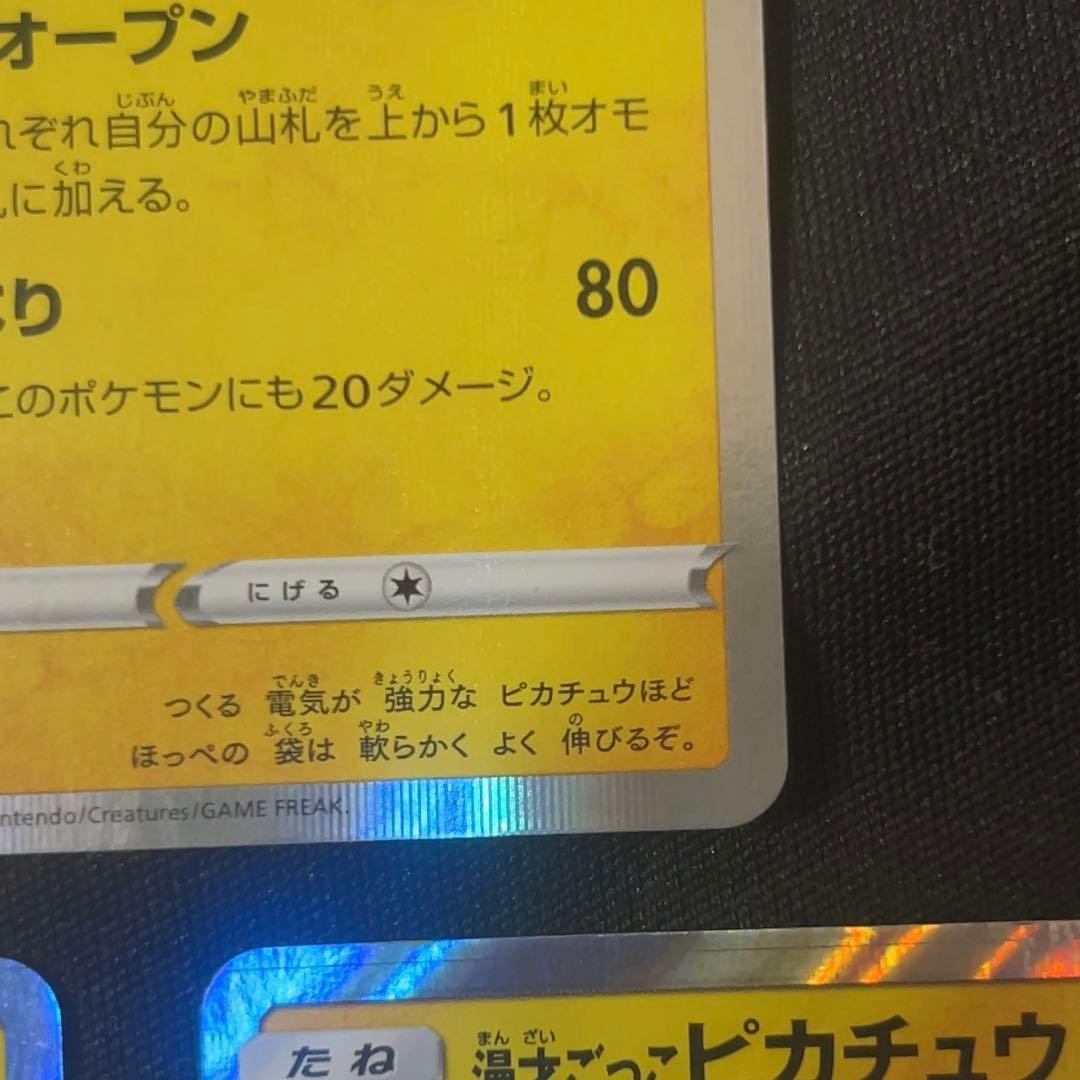 オープン
れぞれ自分の山札を上から1枚オモ
に加える。
より 80
このポケモンにも20ダメージ。
にげる
つくる 電気が 強力な ピカチュウほど
ほっぺの 袋は 軟らかく よく 伸びるぞ。
ntendo/Creatures/GAME FREAK.
たね 漫才ごっこピカチュウ